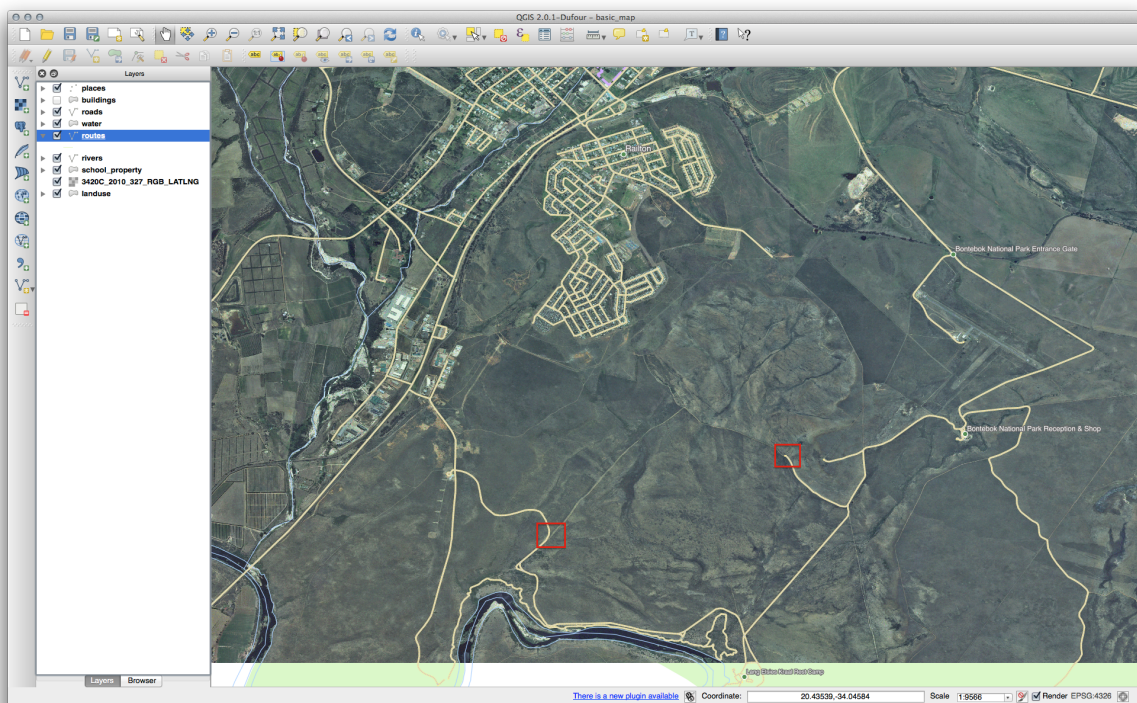 QGIS 2.0.1-Dufour – basic_map
Layers
places
buildings
roads
water
routes
rivers
school_property
3420C_2010_327_RGB_LATLNG
landuse
Railton
Bontebok National Park Entrance Gate
Bontebok National Park Reception & Shop
Lang Elsies Kraal Rest Camp
Layers
Browser
There is a new plugin available
Coordinate:
20.43539,-34.04584
Scale
1:9566
Render
EPSG:4326